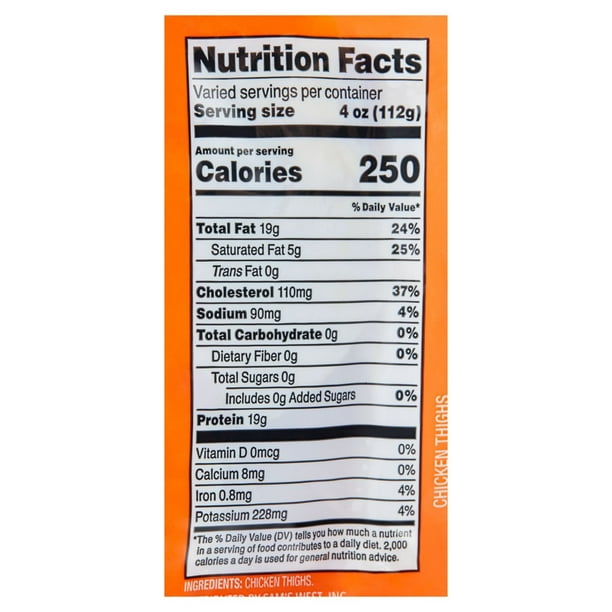 Nutrition Facts
Varied servings per container
Serving size 4 oz (112g)
Amount per serving
Calories 250
% Daily Value*
Total Fat 19g 24%
Saturated Fat 5g 25%
Trans Fat 0g
Cholesterol 110mg 37%
Sodium 90mg 4%
Total Carbohydrate 0g 0%
Dietary Fiber 0g 0%
Total Sugars 0g
Includes 0g Added Sugars 0%
Protein 19g
Vitamin D 0mcg 0%
Calcium 8mg 0%
Iron 0.8mg 4%
Potassium 228mg 4%
*The % Daily Value (DV) tells you how much a nutrient
in a serving of food contributes to a daily diet. 2,000
calories a day is used for general nutrition advice.
INGREDIENTS: CHICKEN THIGHS.
BY SAM'S WEST, INC.
CHICKEN THIGHS